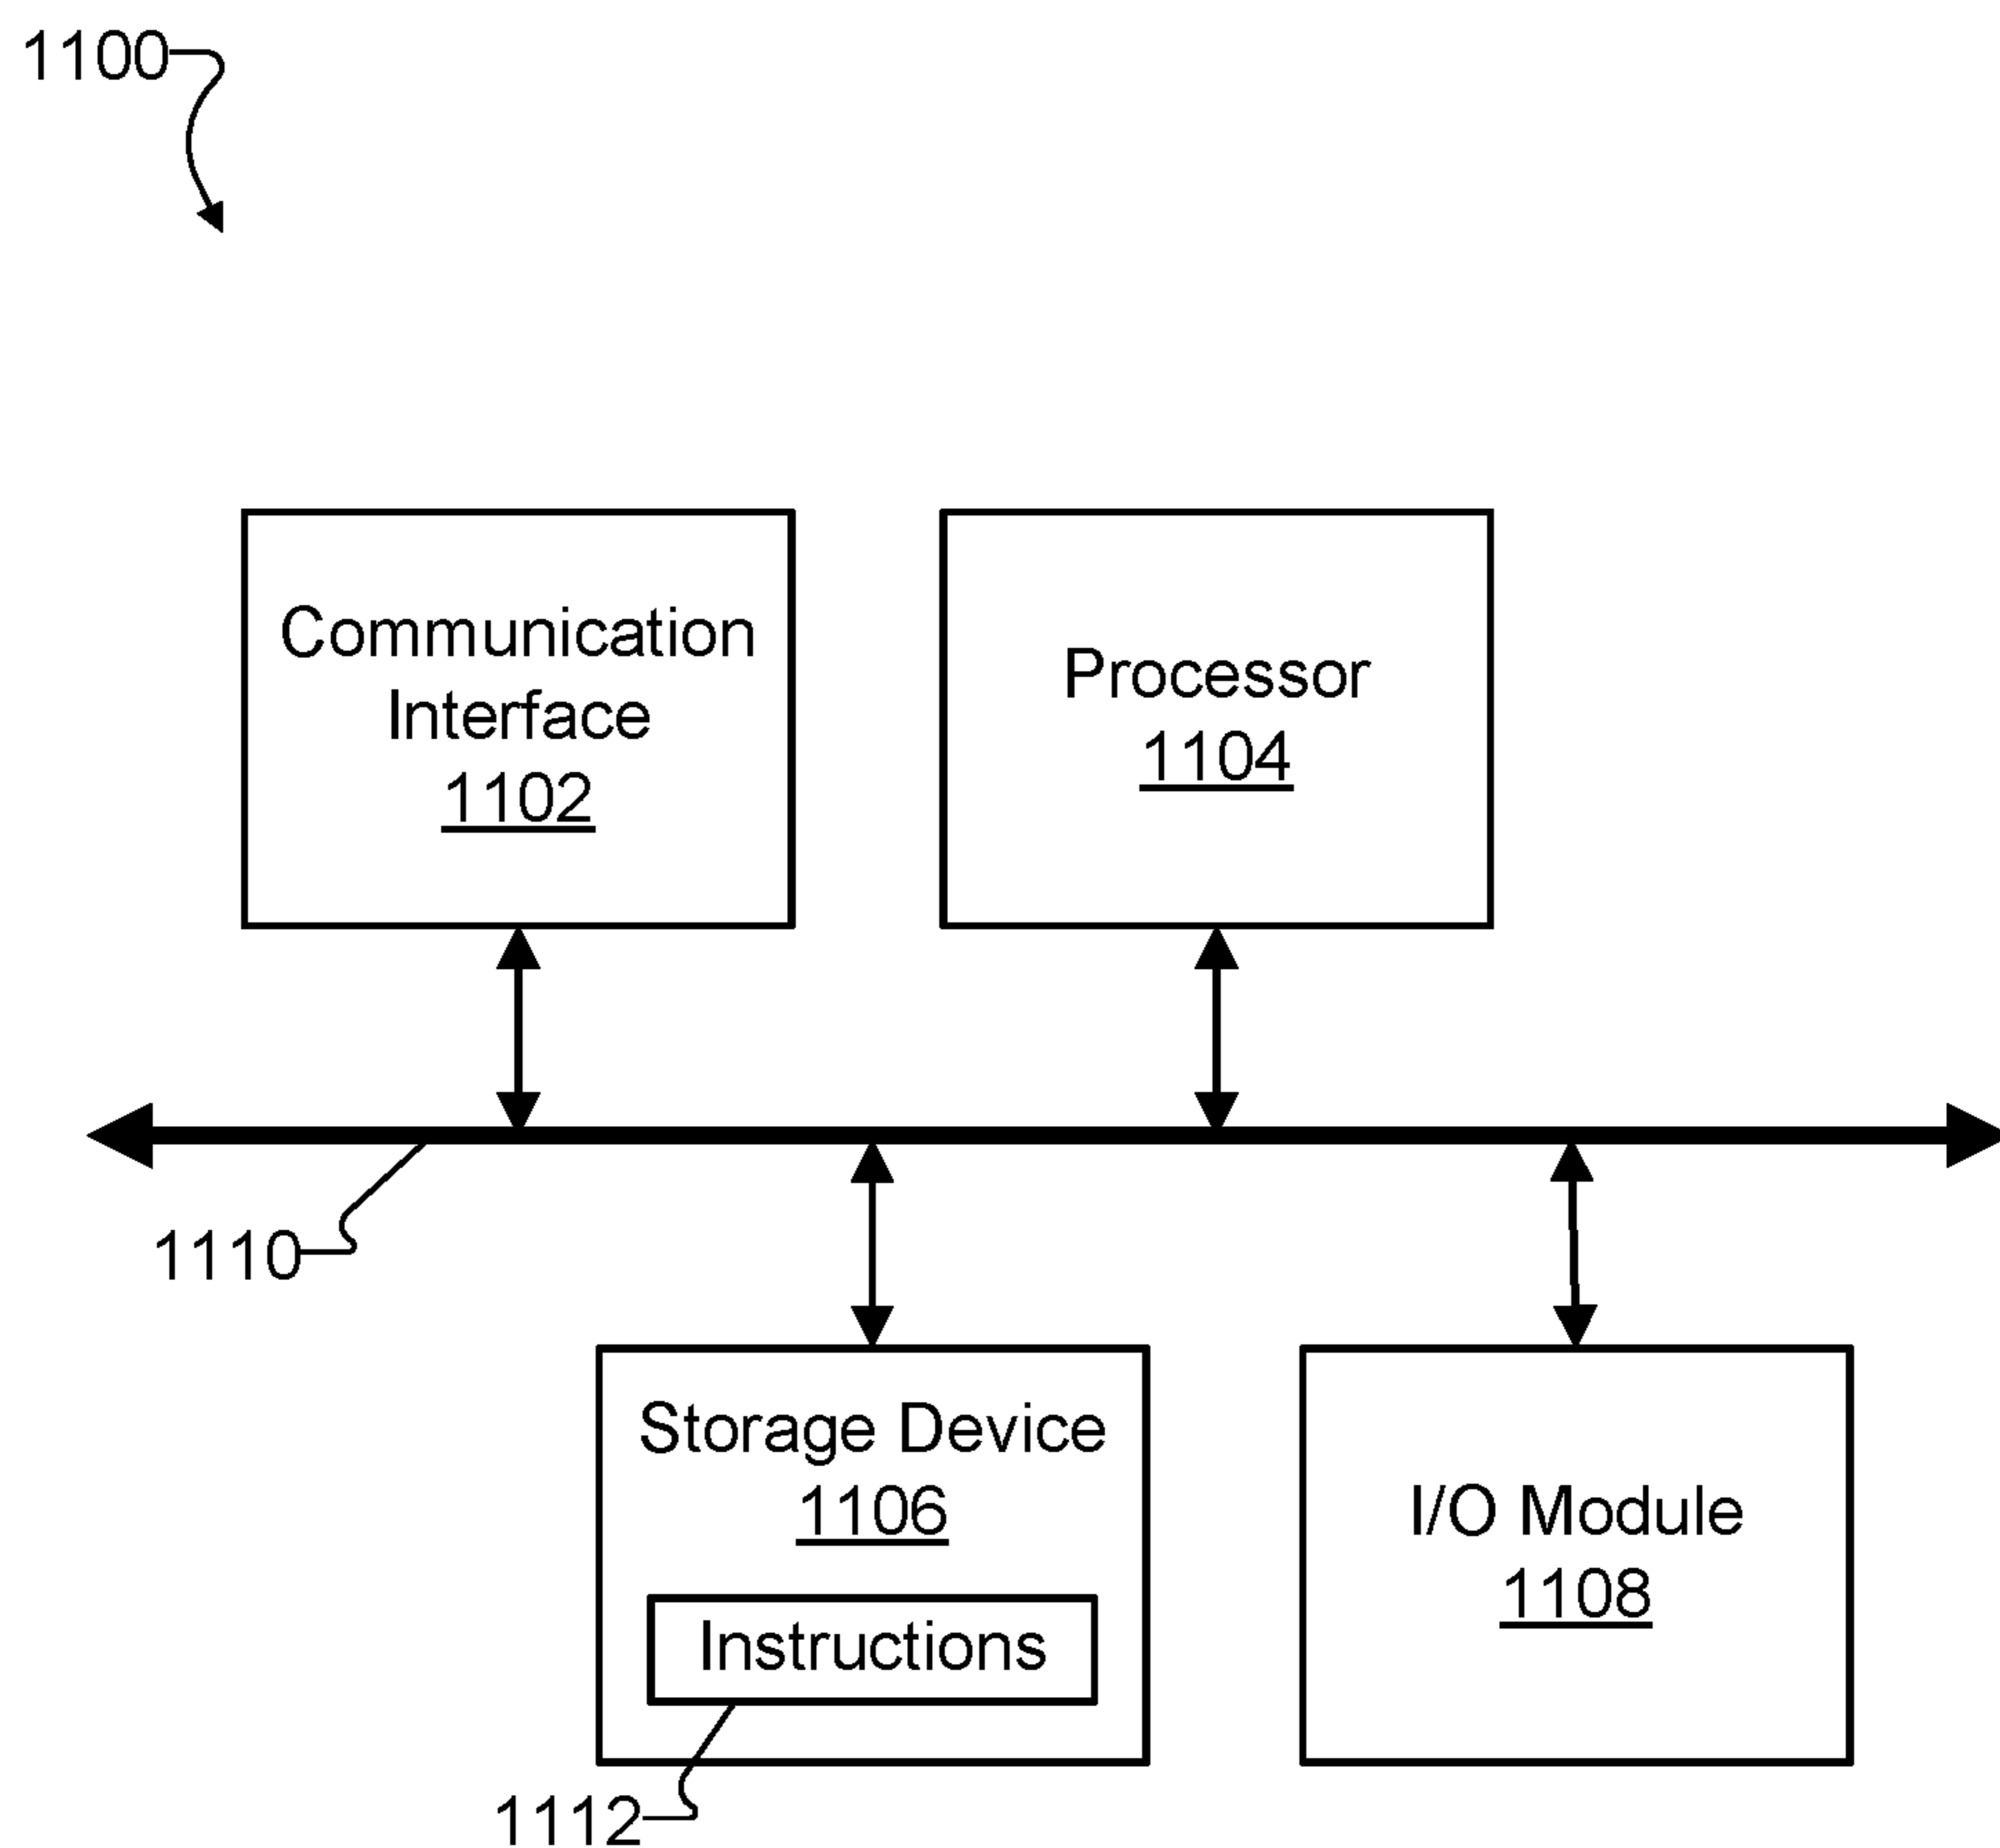 1100
Communication
Interface
1102
Processor
1104
1110
Storage Device
1106
Instructions
1112
I/O Module
1108